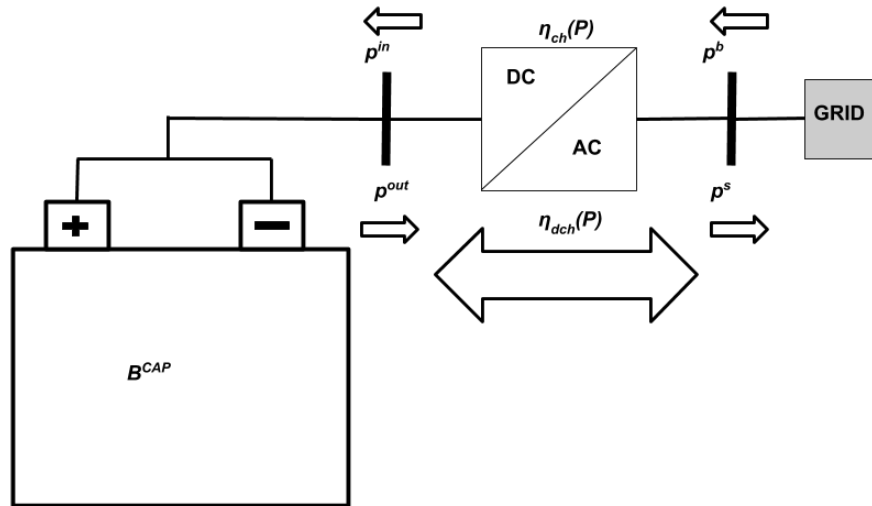 η_ch(P)
p^in
p^b
DC
AC
GRID
p^out
p^s
η_dch(P)
+
−
B^CAP